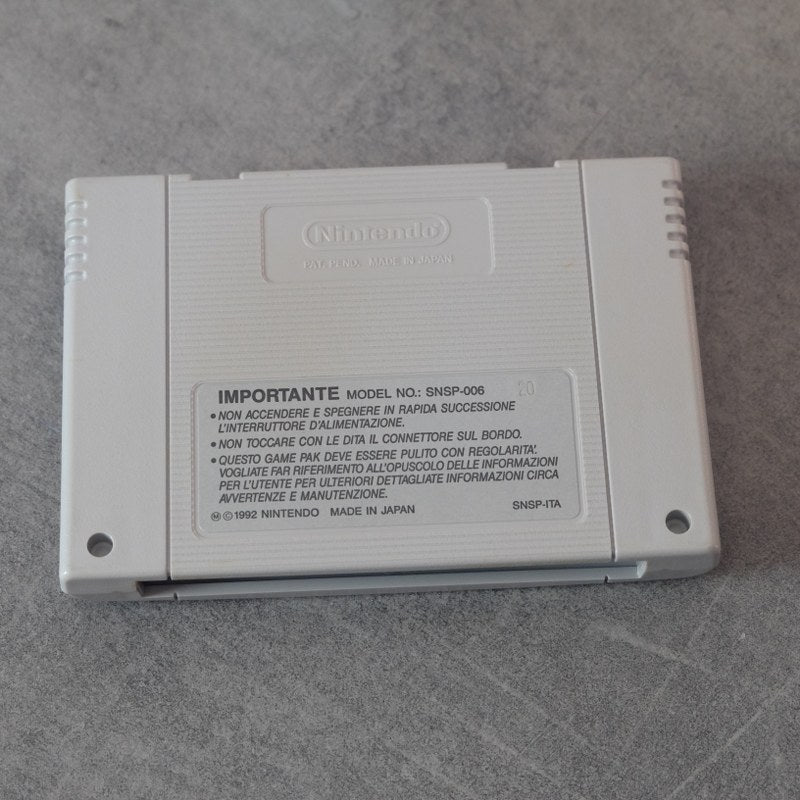 Nintendo
PAT. PEND. MADE IN JAPAN
IMPORTANTE MODEL NO.: SNSP-006 20
• NON ACCENDERE E SPEGNERE IN RAPIDA SUCCESSIONE
L'INTERRUTTORE D'ALIMENTAZIONE.
• NON TOCCARE CON LE DITA IL CONNETTORE SUL BORDO.
• QUESTO GAME PAK DEVE ESSERE PULITO CON REGOLARITA'.
VOGLIATE FAR RIFERIMENTO ALL'OPUSCOLO DELLE INFORMAZIONI
PER L'UTENTE PER ULTERIORI DETTAGLIATE INFORMAZIONI CIRCA
AVVERTENZE E MANUTENZIONE.
Ⓜ©1992 NINTENDO MADE IN JAPAN SNSP-ITA